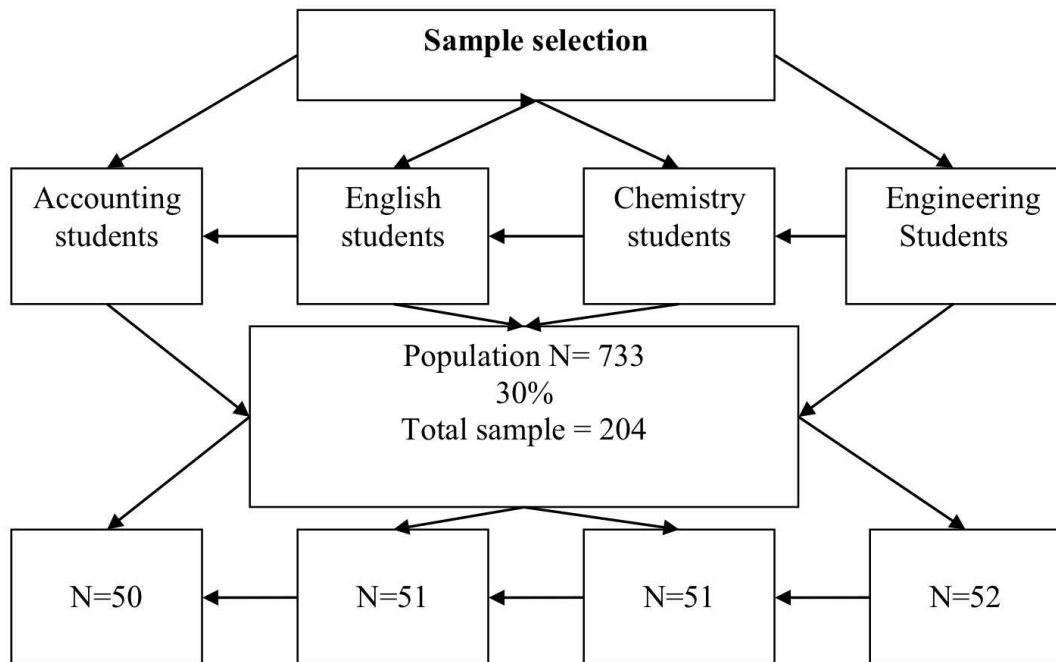 Sample selection
Accounting
students
English
students
Chemistry
students
Engineering
Students
Population N= 733
30%
Total sample = 204
N=50
N=51
N=51
N=52